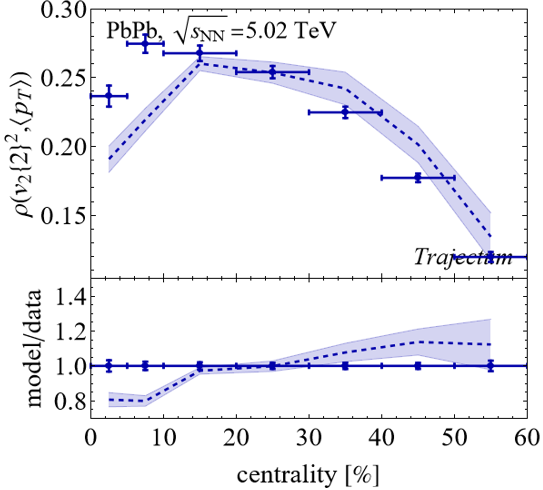 PbPb, √sNN =5.02 TeV
ρ(v2{2}²,⟨pT⟩)
0.30
0.25
0.20
0.15
Trajectum
model/data
1.4
1.2
1.0
0.8
0 10 20 30 40 50 60
centrality [%]